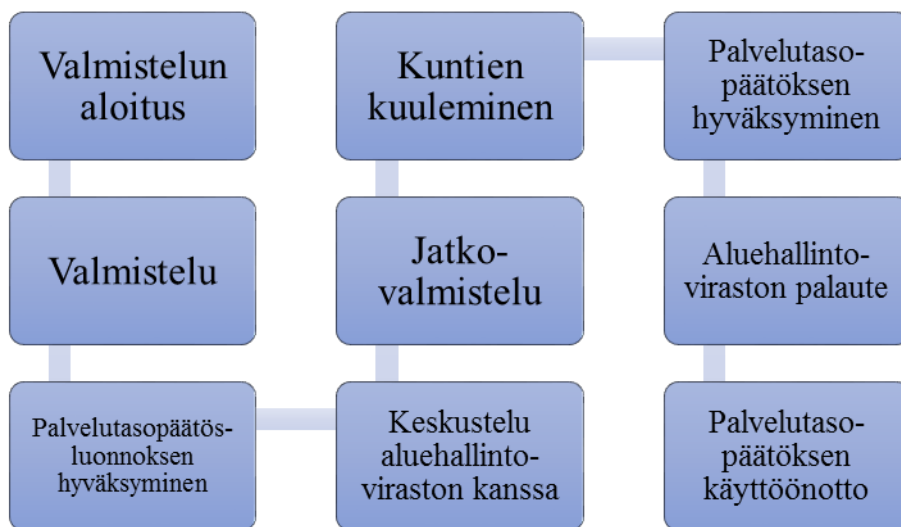 Valmistelun
aloitus
Valmistelu
Palvelutasopäätös-
luonnoksen
hyväksyminen
Keskustelu
aluehallinto-
viraston kanssa
Jatko-
valmistelu
Kuntien
kuuleminen
Palvelutaso-
päätöksen
hyväksyminen
Aluehallinto-
viraston palaute
Palvelutaso-
päätöksen
käyttöönotto